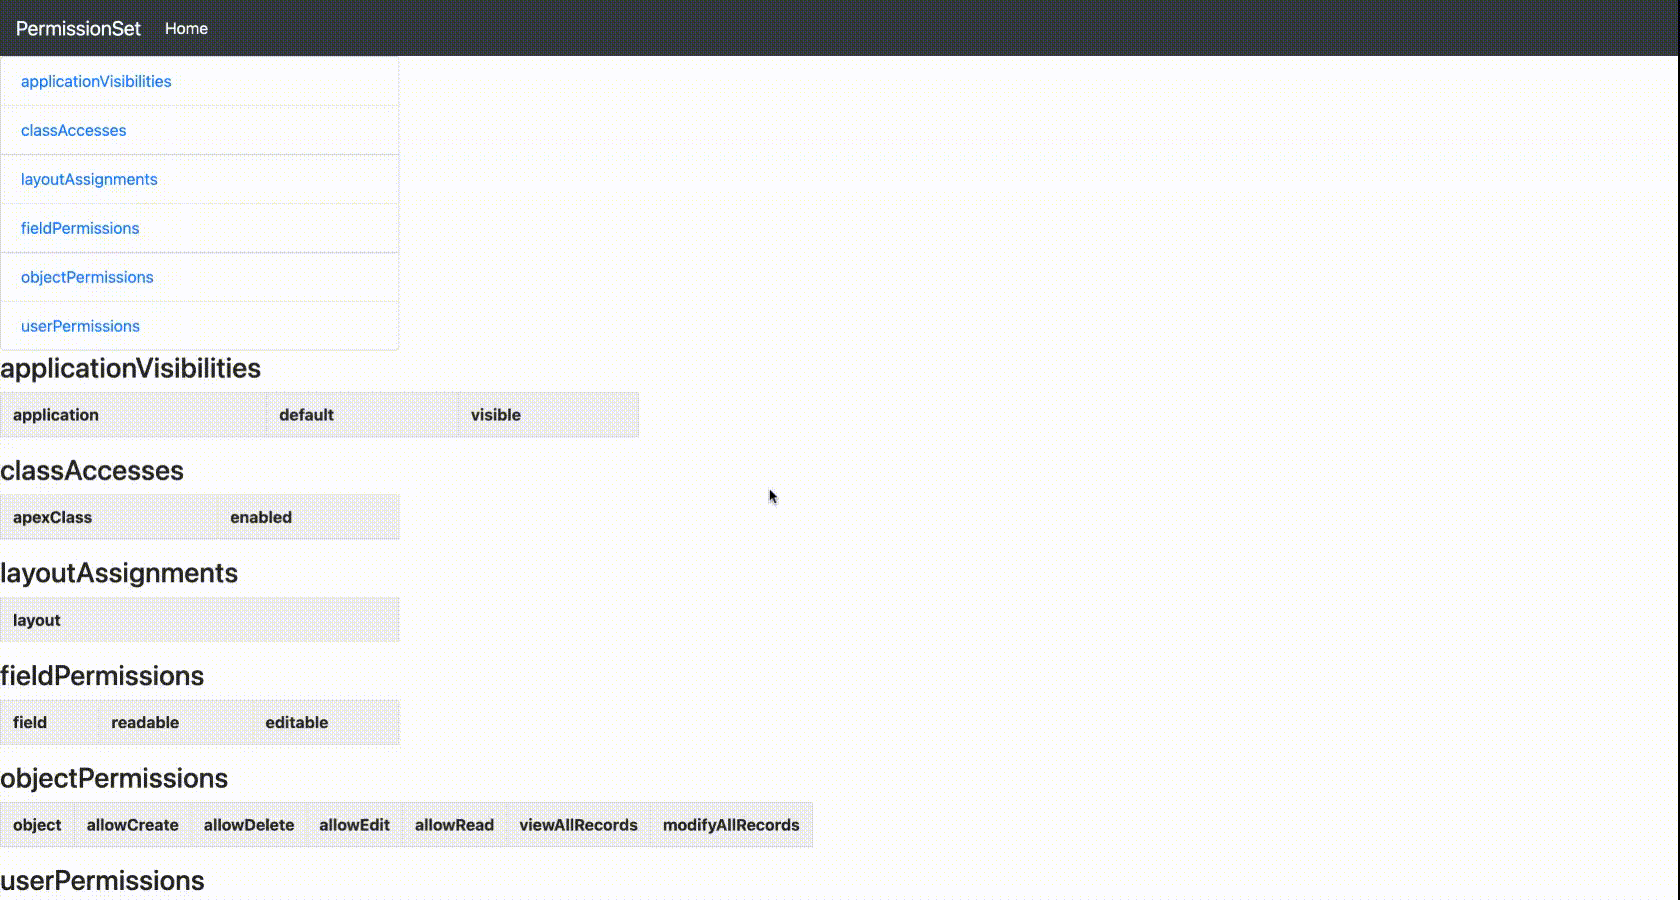 PermissionSet Home
applicationVisibilities
classAccesses
layoutAssignments
fieldPermissions
objectPermissions
userPermissions
applicationVisibilities
application default visible
classAccesses
apexClass enabled
layoutAssignments
layout
fieldPermissions
field readable editable
objectPermissions
object allowCreate allowDelete allowEdit allowRead viewAllRecords modifyAllRecords
userPermissions